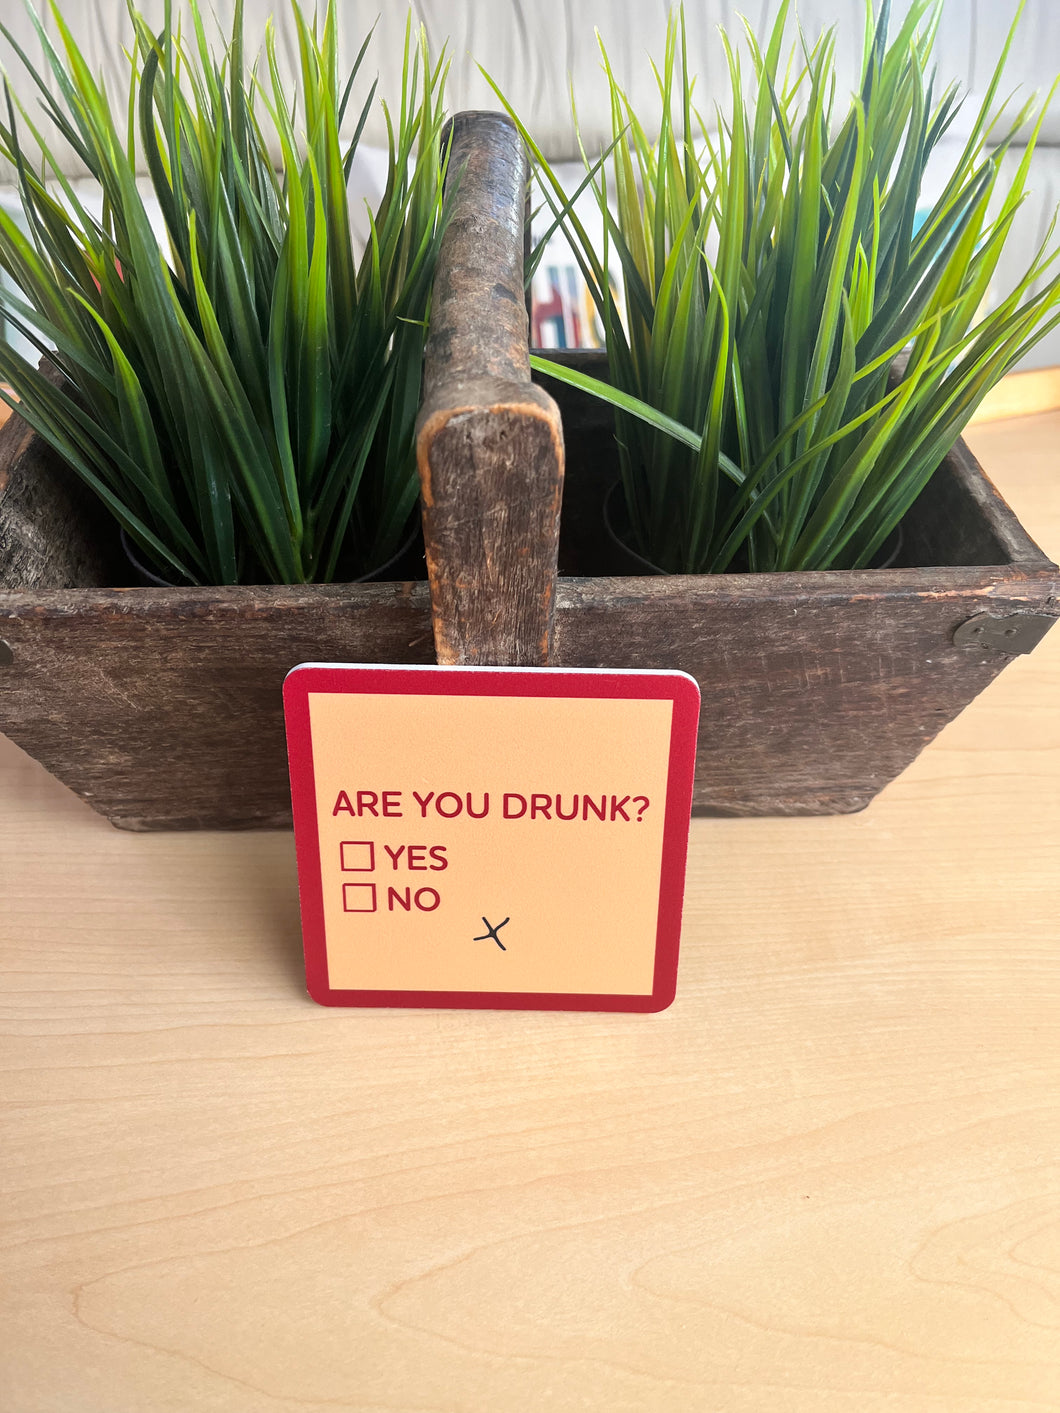 ARE YOU DRUNK?
☐ YES
☐ NO
X